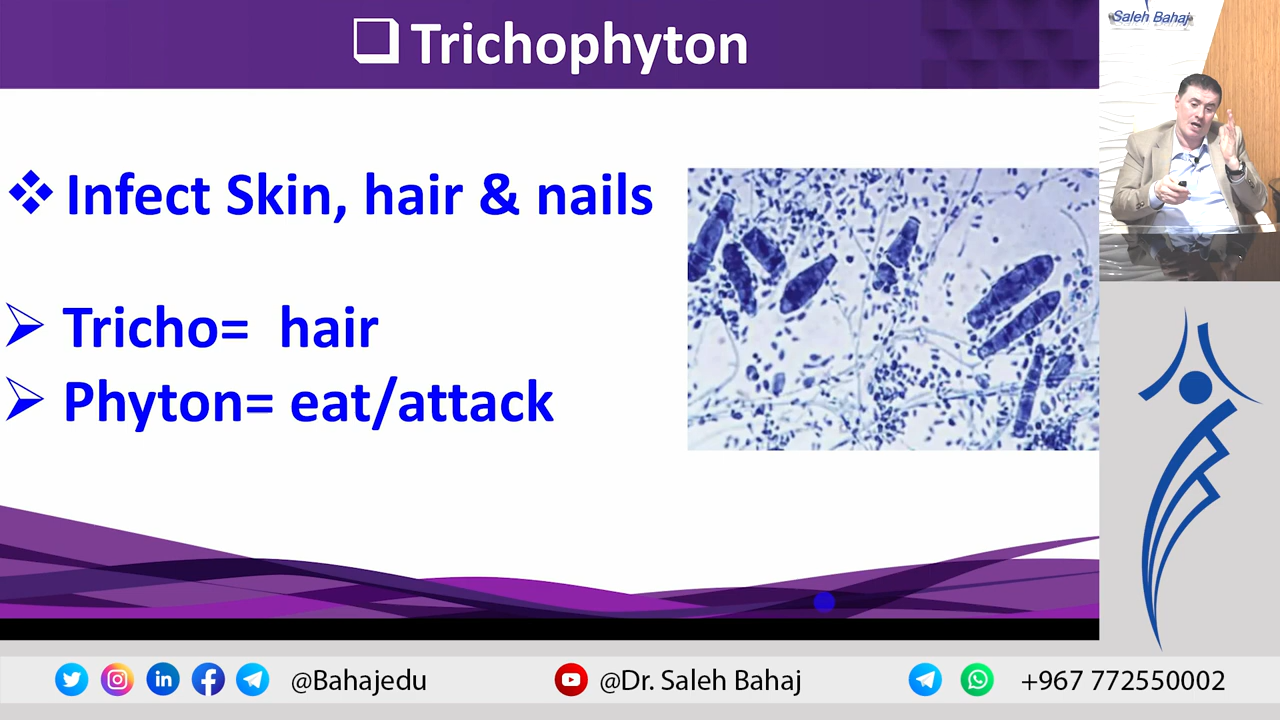 Trichophyton
Saleh Bahaj
Infect Skin, hair & nails
Tricho= hair
Phyton= eat/attack
@Bahajedu
@Dr. Saleh Bahaj
+967 772550002